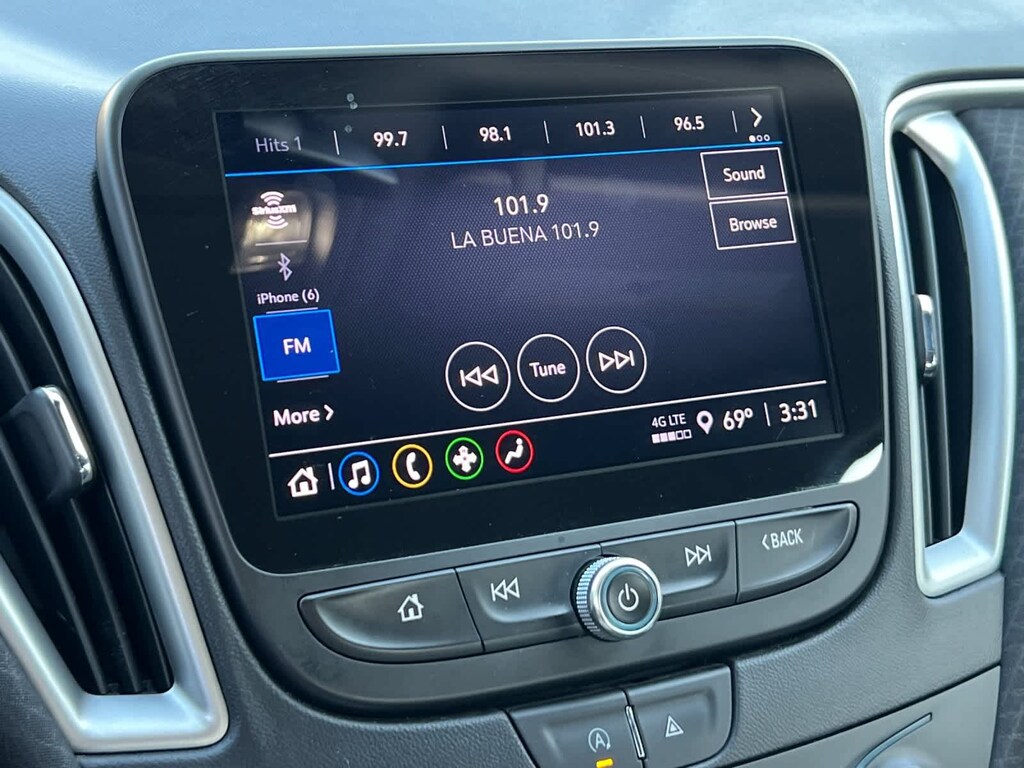 Hits 1 99.7 98.1 101.3 96.5
SiriusXM
101.9
LA BUENA 101.9
Sound
Browse
iPhone (6)
FM
Tune
More
4G LTE 69° 3:31
BACK
A